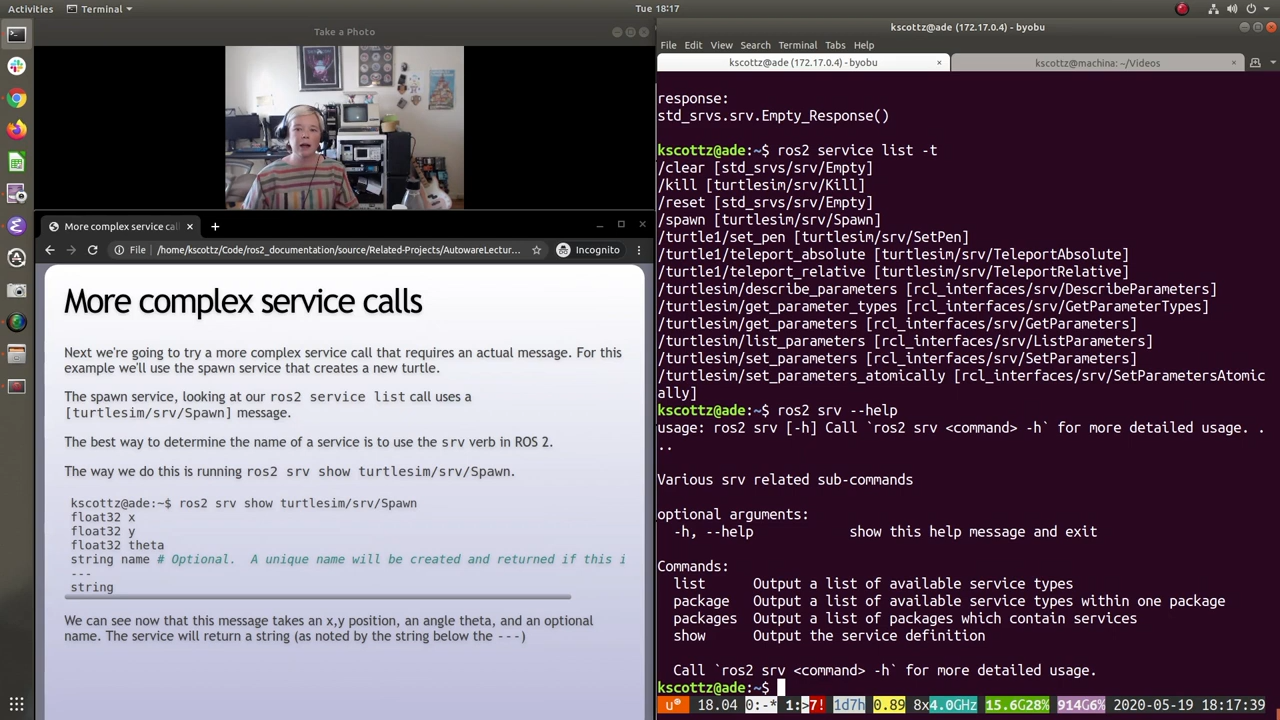 Activities
Terminal
Tue 18:17
Take a Photo
More complex service call
File
/home/kscottz/Code/ros2_documentation/source/Related-Projects/AutowareLectur...
Incognito
More complex service calls
Next we're going to try a more complex service call that requires an actual message. For this
example we'll use the spawn service that creates a new turtle.
The spawn service, looking at our ros2 service list call uses a
[turtlesim/srv/Spawn] message.
The best way to determine the name of a service is to use the srv verb in ROS 2.
The way we do this is running ros2 srv show turtlesim/srv/Spawn.
kscottz@ade:~$ ros2 srv show turtlesim/srv/Spawn
float32 x
float32 y
float32 theta
string name # Optional.  A unique name will be created and returned if this i
---
string
We can see now that this message takes an x,y position, an angle theta, and an optional
name. The service will return a string (as noted by the string below the ---)
kscottz@ade (172.17.0.4) - byobu
File Edit View Search Terminal Tabs Help
kscottz@ade (172.17.0.4) - byobu
kscottz@machina: ~/Videos
response:
std_srvs.srv.Empty_Response()
kscottz@ade:~$ ros2 service list -t
/clear [std_srvs/srv/Empty]
/kill [turtlesim/srv/Kill]
/reset [std_srvs/srv/Empty]
/spawn [turtlesim/srv/Spawn]
/turtle1/set_pen [turtlesim/srv/SetPen]
/turtle1/teleport_absolute [turtlesim/srv/TeleportAbsolute]
/turtle1/teleport_relative [turtlesim/srv/TeleportRelative]
/turtlesim/describe_parameters [rcl_interfaces/srv/DescribeParameters]
/turtlesim/get_parameter_types [rcl_interfaces/srv/GetParameterTypes]
/turtlesim/get_parameters [rcl_interfaces/srv/GetParameters]
/turtlesim/list_parameters [rcl_interfaces/srv/ListParameters]
/turtlesim/set_parameters [rcl_interfaces/srv/SetParameters]
/turtlesim/set_parameters_atomically [rcl_interfaces/srv/SetParametersAtomic
ally]
kscottz@ade:~$ ros2 srv --help
usage: ros2 srv [-h] Call `ros2 srv <command> -h` for more detailed usage. .
..
Various srv related sub-commands
optional arguments:
-h, --help            show this help message and exit
Commands:
list      Output a list of available service types
package   Output a list of available service types within one package
packages  Output a list of packages which contain services
show      Output the service definition
Call `ros2 srv <command> -h` for more detailed usage.
kscottz@ade:~$
u® 18.04 0:-* 1:>7! 1d7h 0.89 8x4.0GHz 15.6G28% 914G6% 2020-05-19 18:17:39